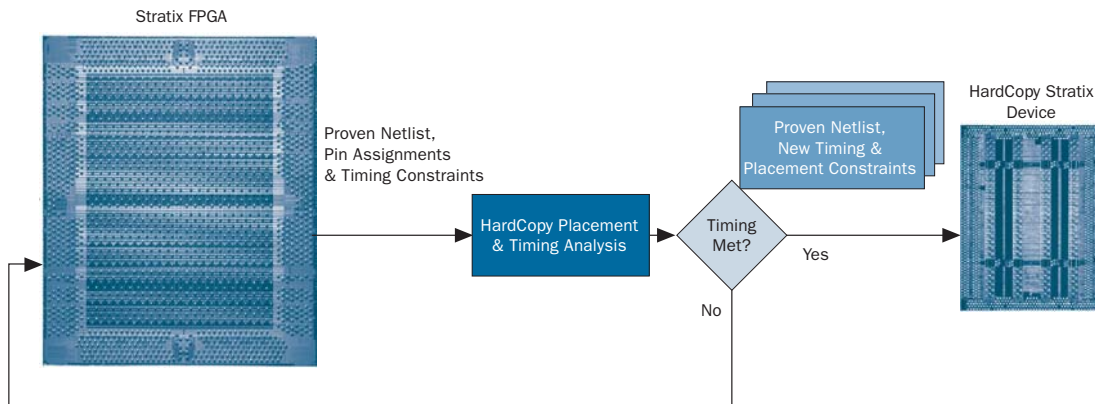 Stratix FPGA
Proven Netlist,
Pin Assignments
& Timing Constraints
HardCopy Placement
& Timing Analysis
Timing
Met?
Yes
No
Proven Netlist,
New Timing &
Placement Constraints
HardCopy Stratix
Device